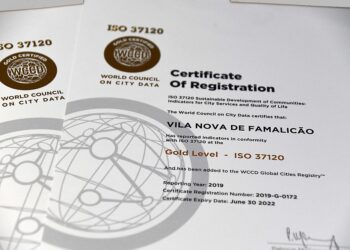 ISO 37120
GOLD CERTIFIED
wccd
WORLD COUNCIL
ON CITY DATA
ISO 37120
GOLD CERTIFIED
wccd
WORLD COUNCIL
ON CITY DATA
Certificate
Of Registration
ISO 37120 Sustainable Development of Communities:
Indicators for City Services and Quality of Life
The World Council on City Data certifies that:
VILA NOVA DE FAMALICÃO
Has reported indicators in conformity
with ISO 37120 at the
Gold Level - ISO 37120
And has been added to the WCCD Global Cities Registry™
Reporting Year: 2019
Certificate Registration Number: 2019-G-0172
Certificate Expiry Date: June 30 2022